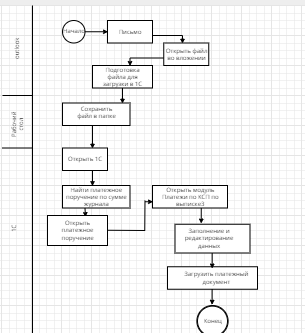 outlook
Начало
Письмо
Открыть файл
во вложении
Подготовка
файла для
загрузки в 1С
Рабочий
стол
Сохранить
файл в папке
1С
Открыть 1С
Найти платежное
поручение по сумме
журнала
Открыть
платежное
поручение
Открыть модуль
Платежи по КСП по
выписке3
Заполнение и
редактирование
данных
Загрузить платежный
документ
Конец